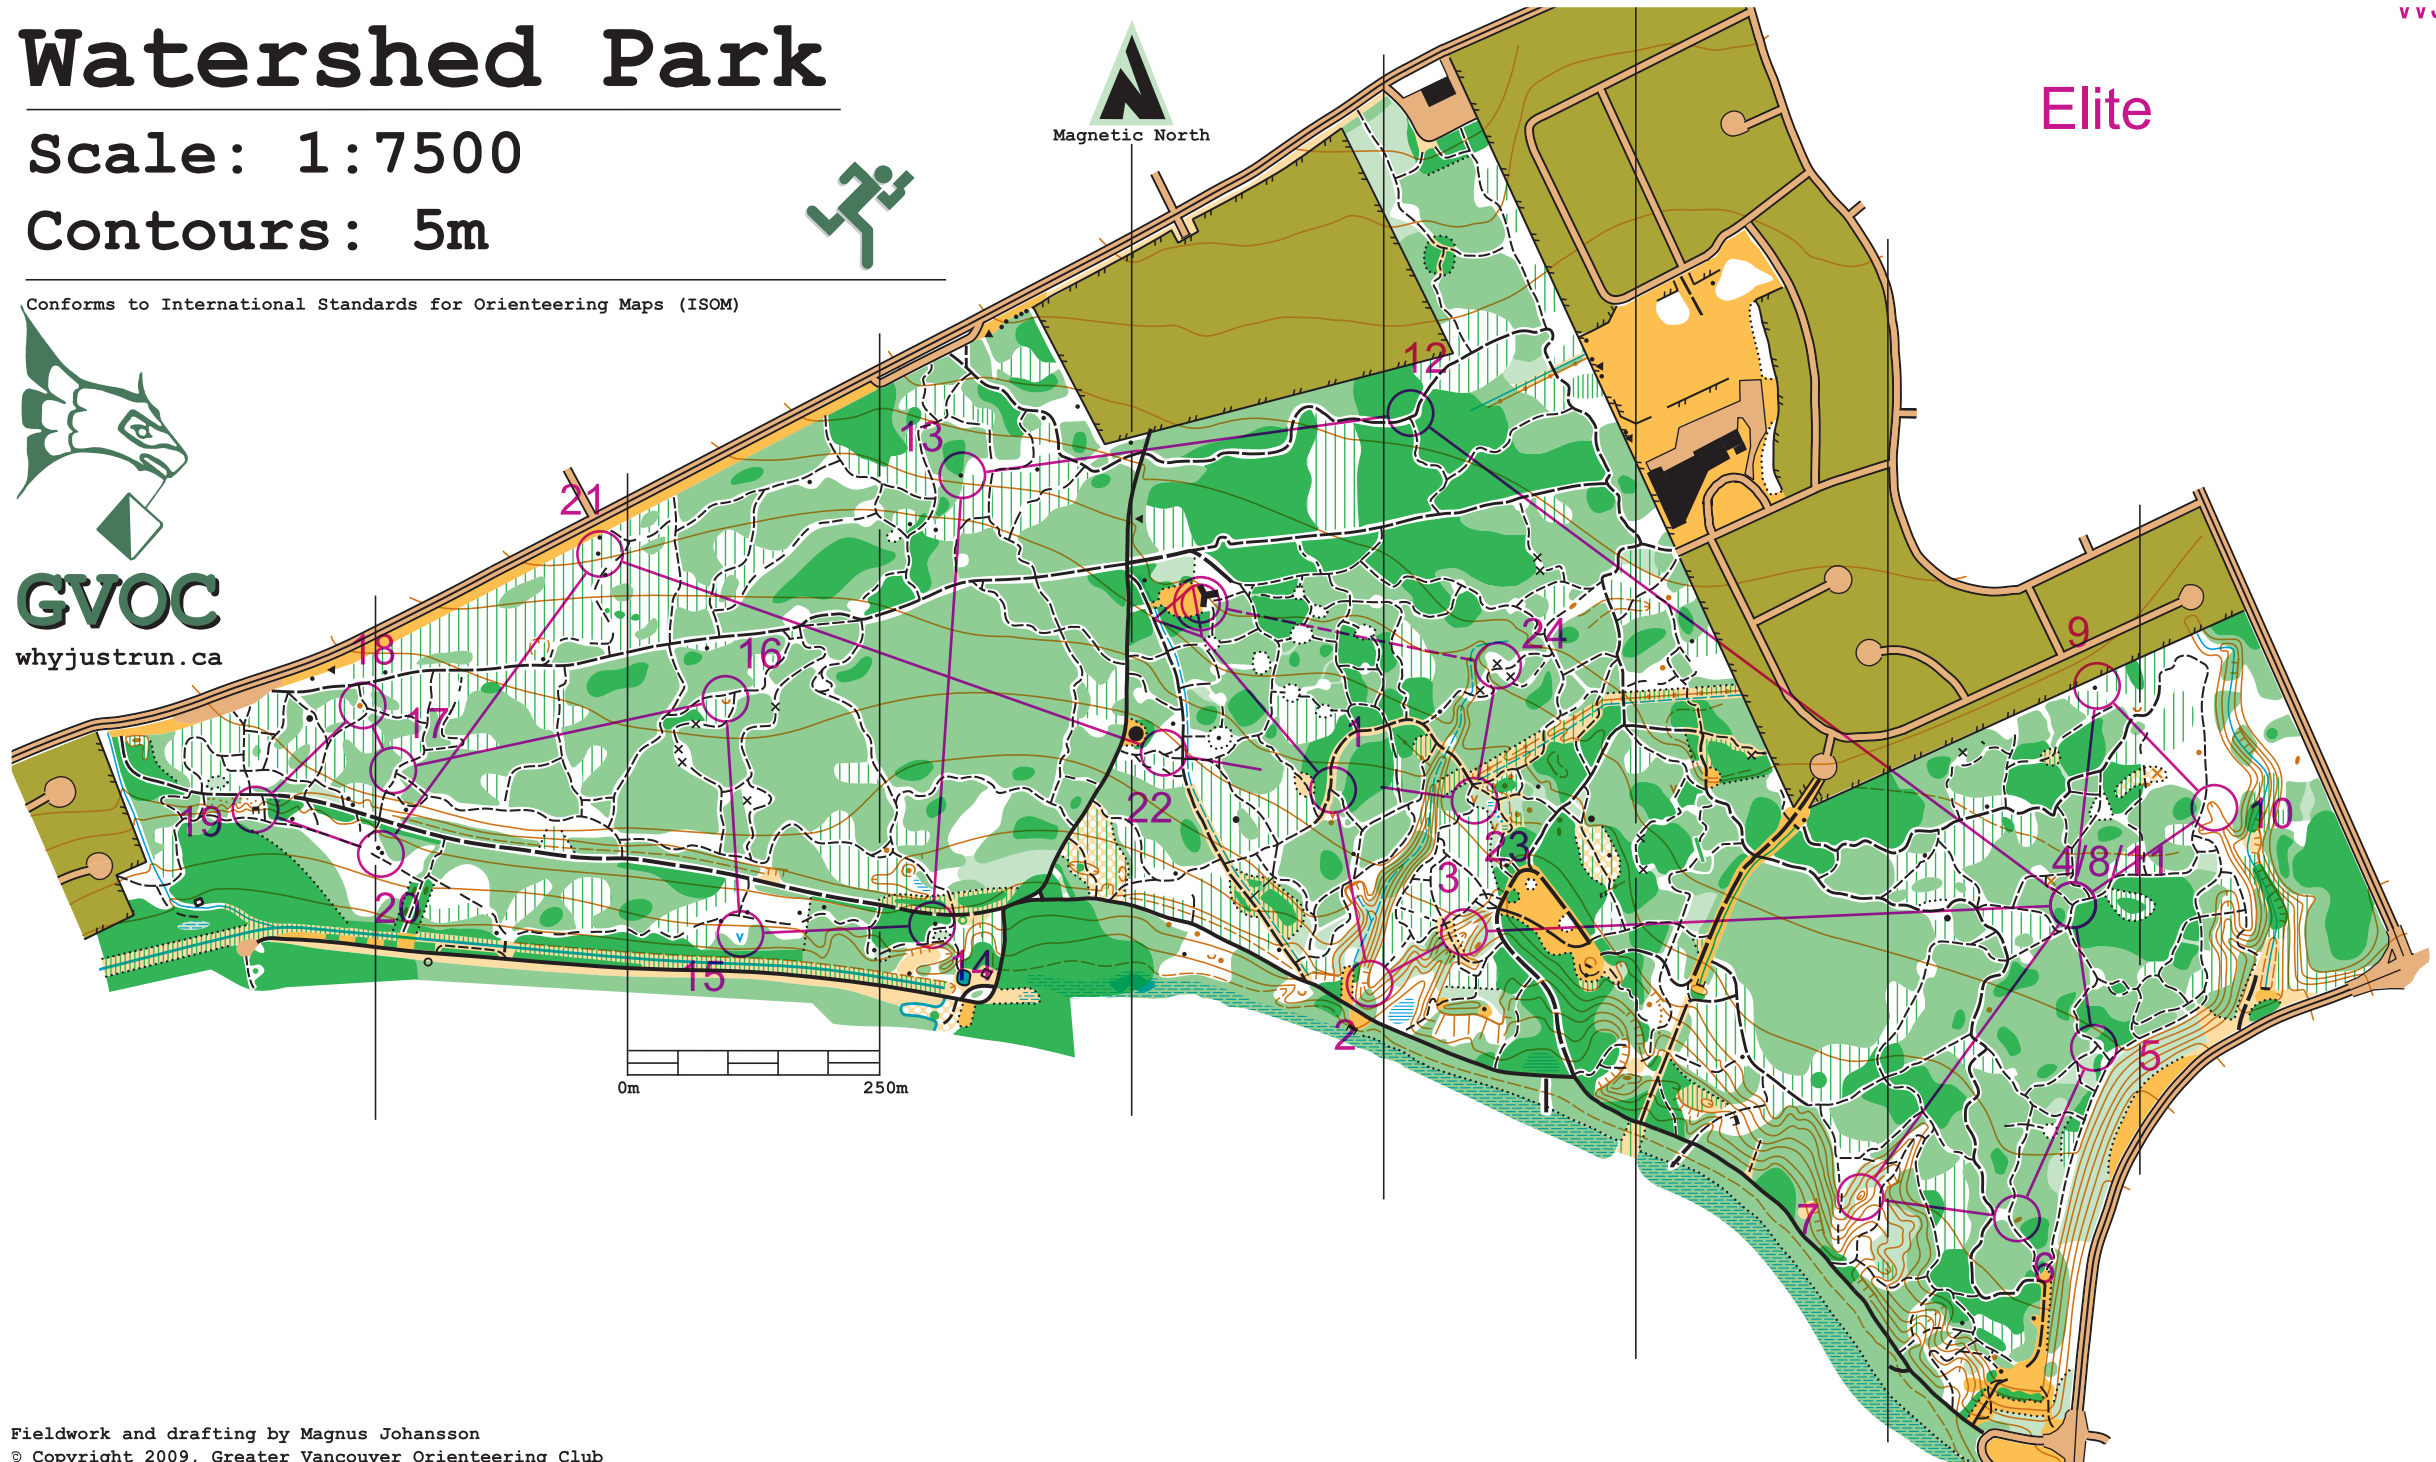 Watershed Park
Scale: 1:7500
Contours: 5m
Conforms to International Standards for Orienteering Maps (ISOM)
GVOC
whyjustrun.ca
Magnetic North
Elite
12
13
21
9
24
18
16
17
1
10
22
19
23
4/8/11
3
20
14
15
2
5
7
6
0m 250m
Fieldwork and drafting by Magnus Johansson
© Copyright 2009, Greater Vancouver Orienteering Club